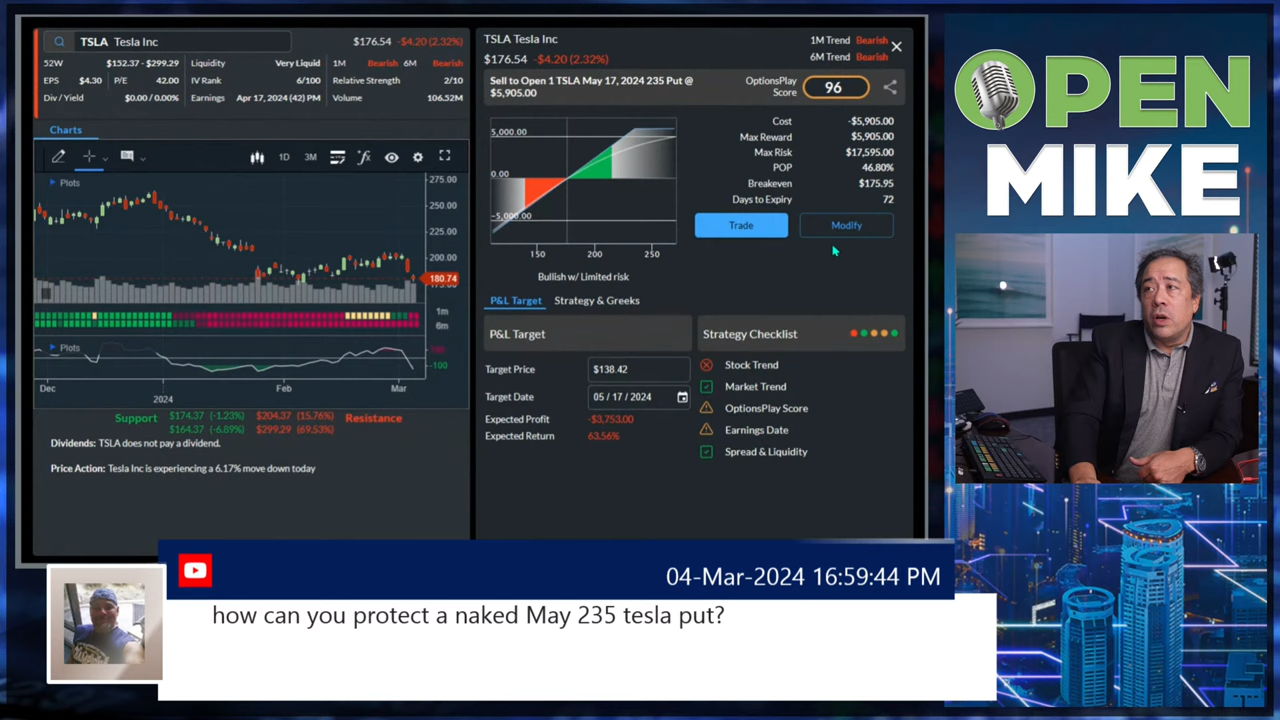 TSLA Tesla Inc
$176.54 -$4.20 (2.32%)
52W $152.37 - $299.29 Liquidity Very Liquid 1M Bearish 6M Bearish
EPS $4.30 P/E 42.00 IV Rank 6/100 Relative Strength 2/10
Div/Yield $0.00 / 0.00% Earnings Apr 17, 2024 (42) PM Volume 106.52M
Charts
1D 3M
Plots
275.00
250.00
225.00
200.00
180.74
1m
6m
Plots
-100
Dec 2024 Feb Mar
Support $174.37 (-1.23%) $204.37 (15.76%) Resistance
$164.37 (-6.89%) $299.29 (69.53%)
Dividends: TSLA does not pay a dividend.
Price Action: Tesla Inc is experiencing a 6.17% move down today
TSLA Tesla Inc
$176.54 -$4.20 (2.32%)
1M Trend Bearish
6M Trend Bearish
Sell to Open 1 TSLA May 17, 2024 235 Put @
$5,905.00
OptionsPlay
Score
96
5,000.00
0.00
-5,000.00
150 200 250
Bullish w/ Limited risk
Cost -$5,905.00
Max Reward $5,905.00
Max Risk $17,595.00
POP 46.80%
Breakeven $175.95
Days to Expiry 72
Trade Modify
P&L Target Strategy & Greeks
P&L Target
Target Price $138.42
Target Date 05 / 17 / 2024
Expected Profit -$3,753.00
Expected Return 63.56%
Strategy Checklist
Stock Trend
Market Trend
OptionsPlay Score
Earnings Date
Spread & Liquidity
OPEN
MIKE
04-Mar-2024 16:59:44 PM
how can you protect a naked May 235 tesla put?